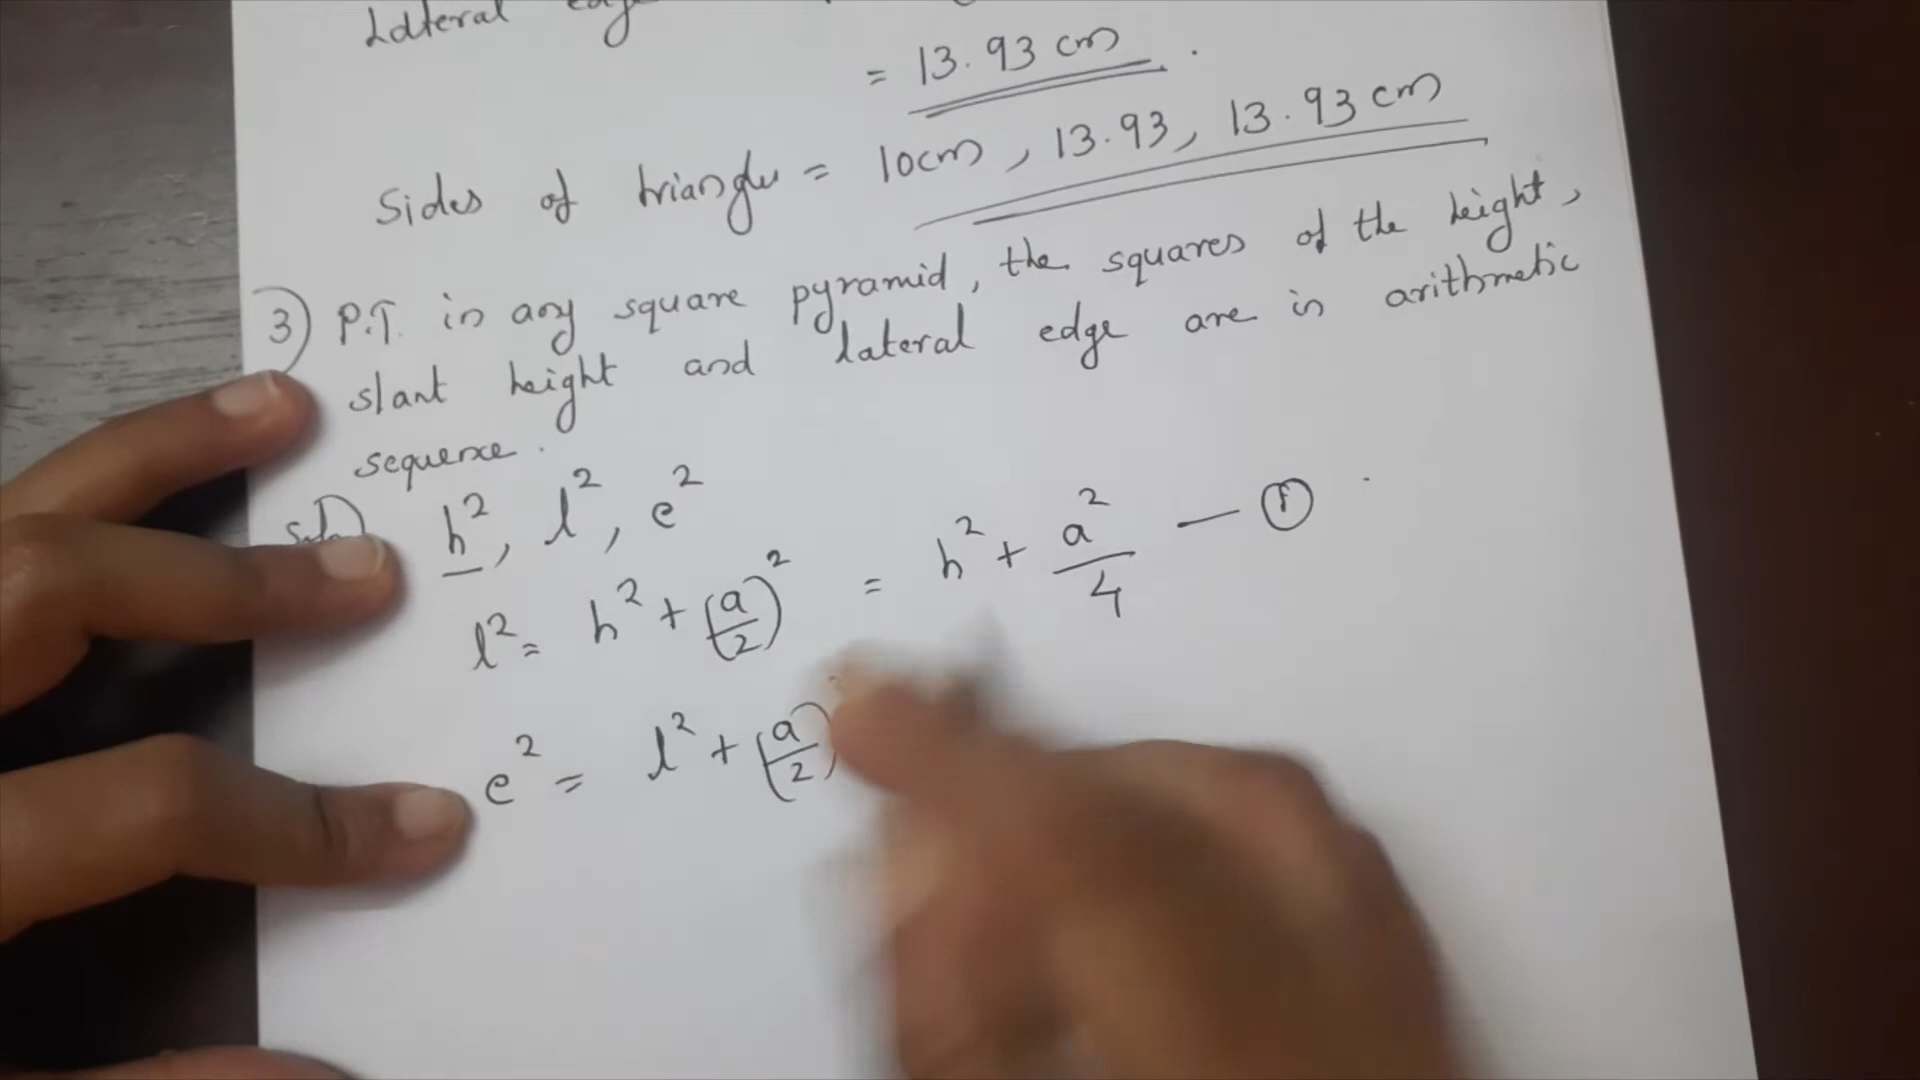 Lateral edge
= 13.93 cm
Sides of triangle = 10cm, 13.93, 13.93 cm
3) P.T. in any square pyramid, the squares of the height,
slant height and lateral edge are in arithmetic
sequence.
Soln) h², l², e²
l² = h² + (a/2)² = h² + a²/4 — ①
e² = l² + (a/2)